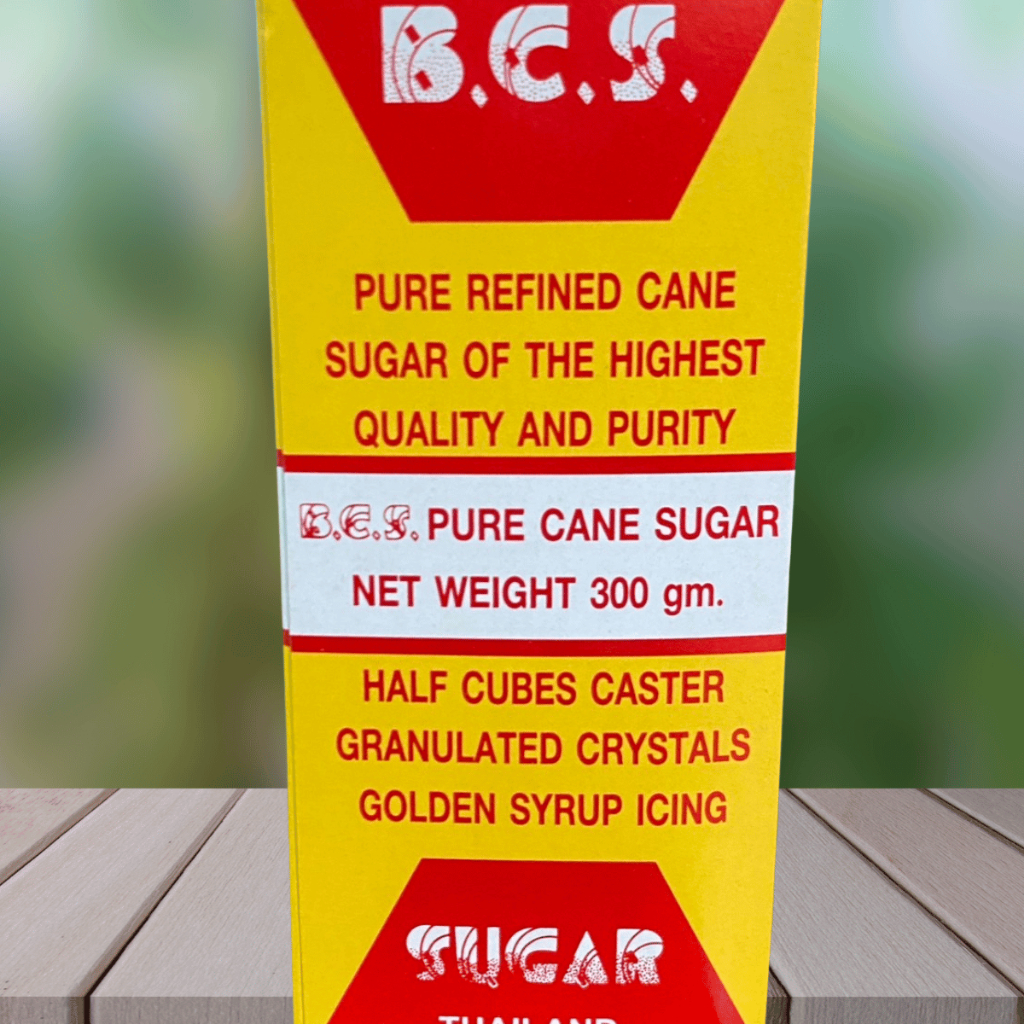 B.C.S.
PURE REFINED CANE
SUGAR OF THE HIGHEST
QUALITY AND PURITY
B.C.S. PURE CANE SUGAR
NET WEIGHT 300 gm.
HALF CUBES CASTER
GRANULATED CRYSTALS
GOLDEN SYRUP ICING
SUGAR
THAILAND